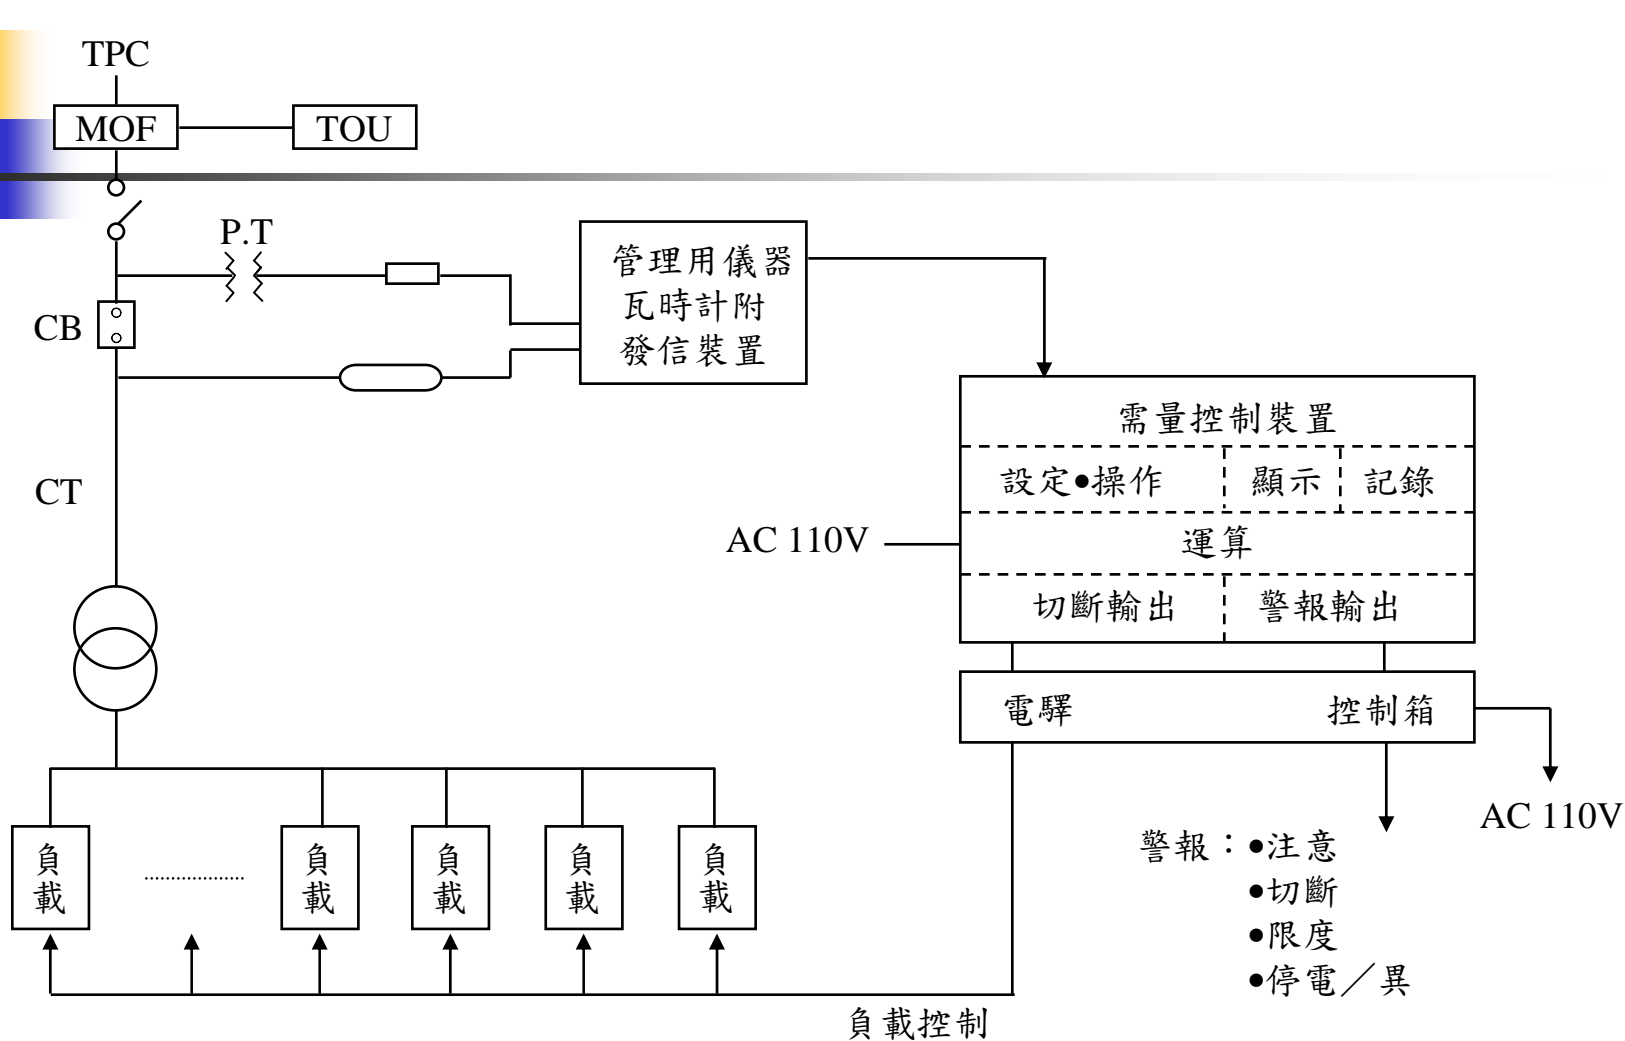 TPC
MOF
TOU
P.T
CB
CT
管理用儀器
瓦時計附
發信裝置
需量控制裝置
設定●操作
顯示
記錄
AC 110V
運算
切斷輸出
警報輸出
電驛
控制箱
AC 110V
負載
...................
負載
負載
負載
負載
警報：●注意
●切斷
●限度
●停電／異
負載控制